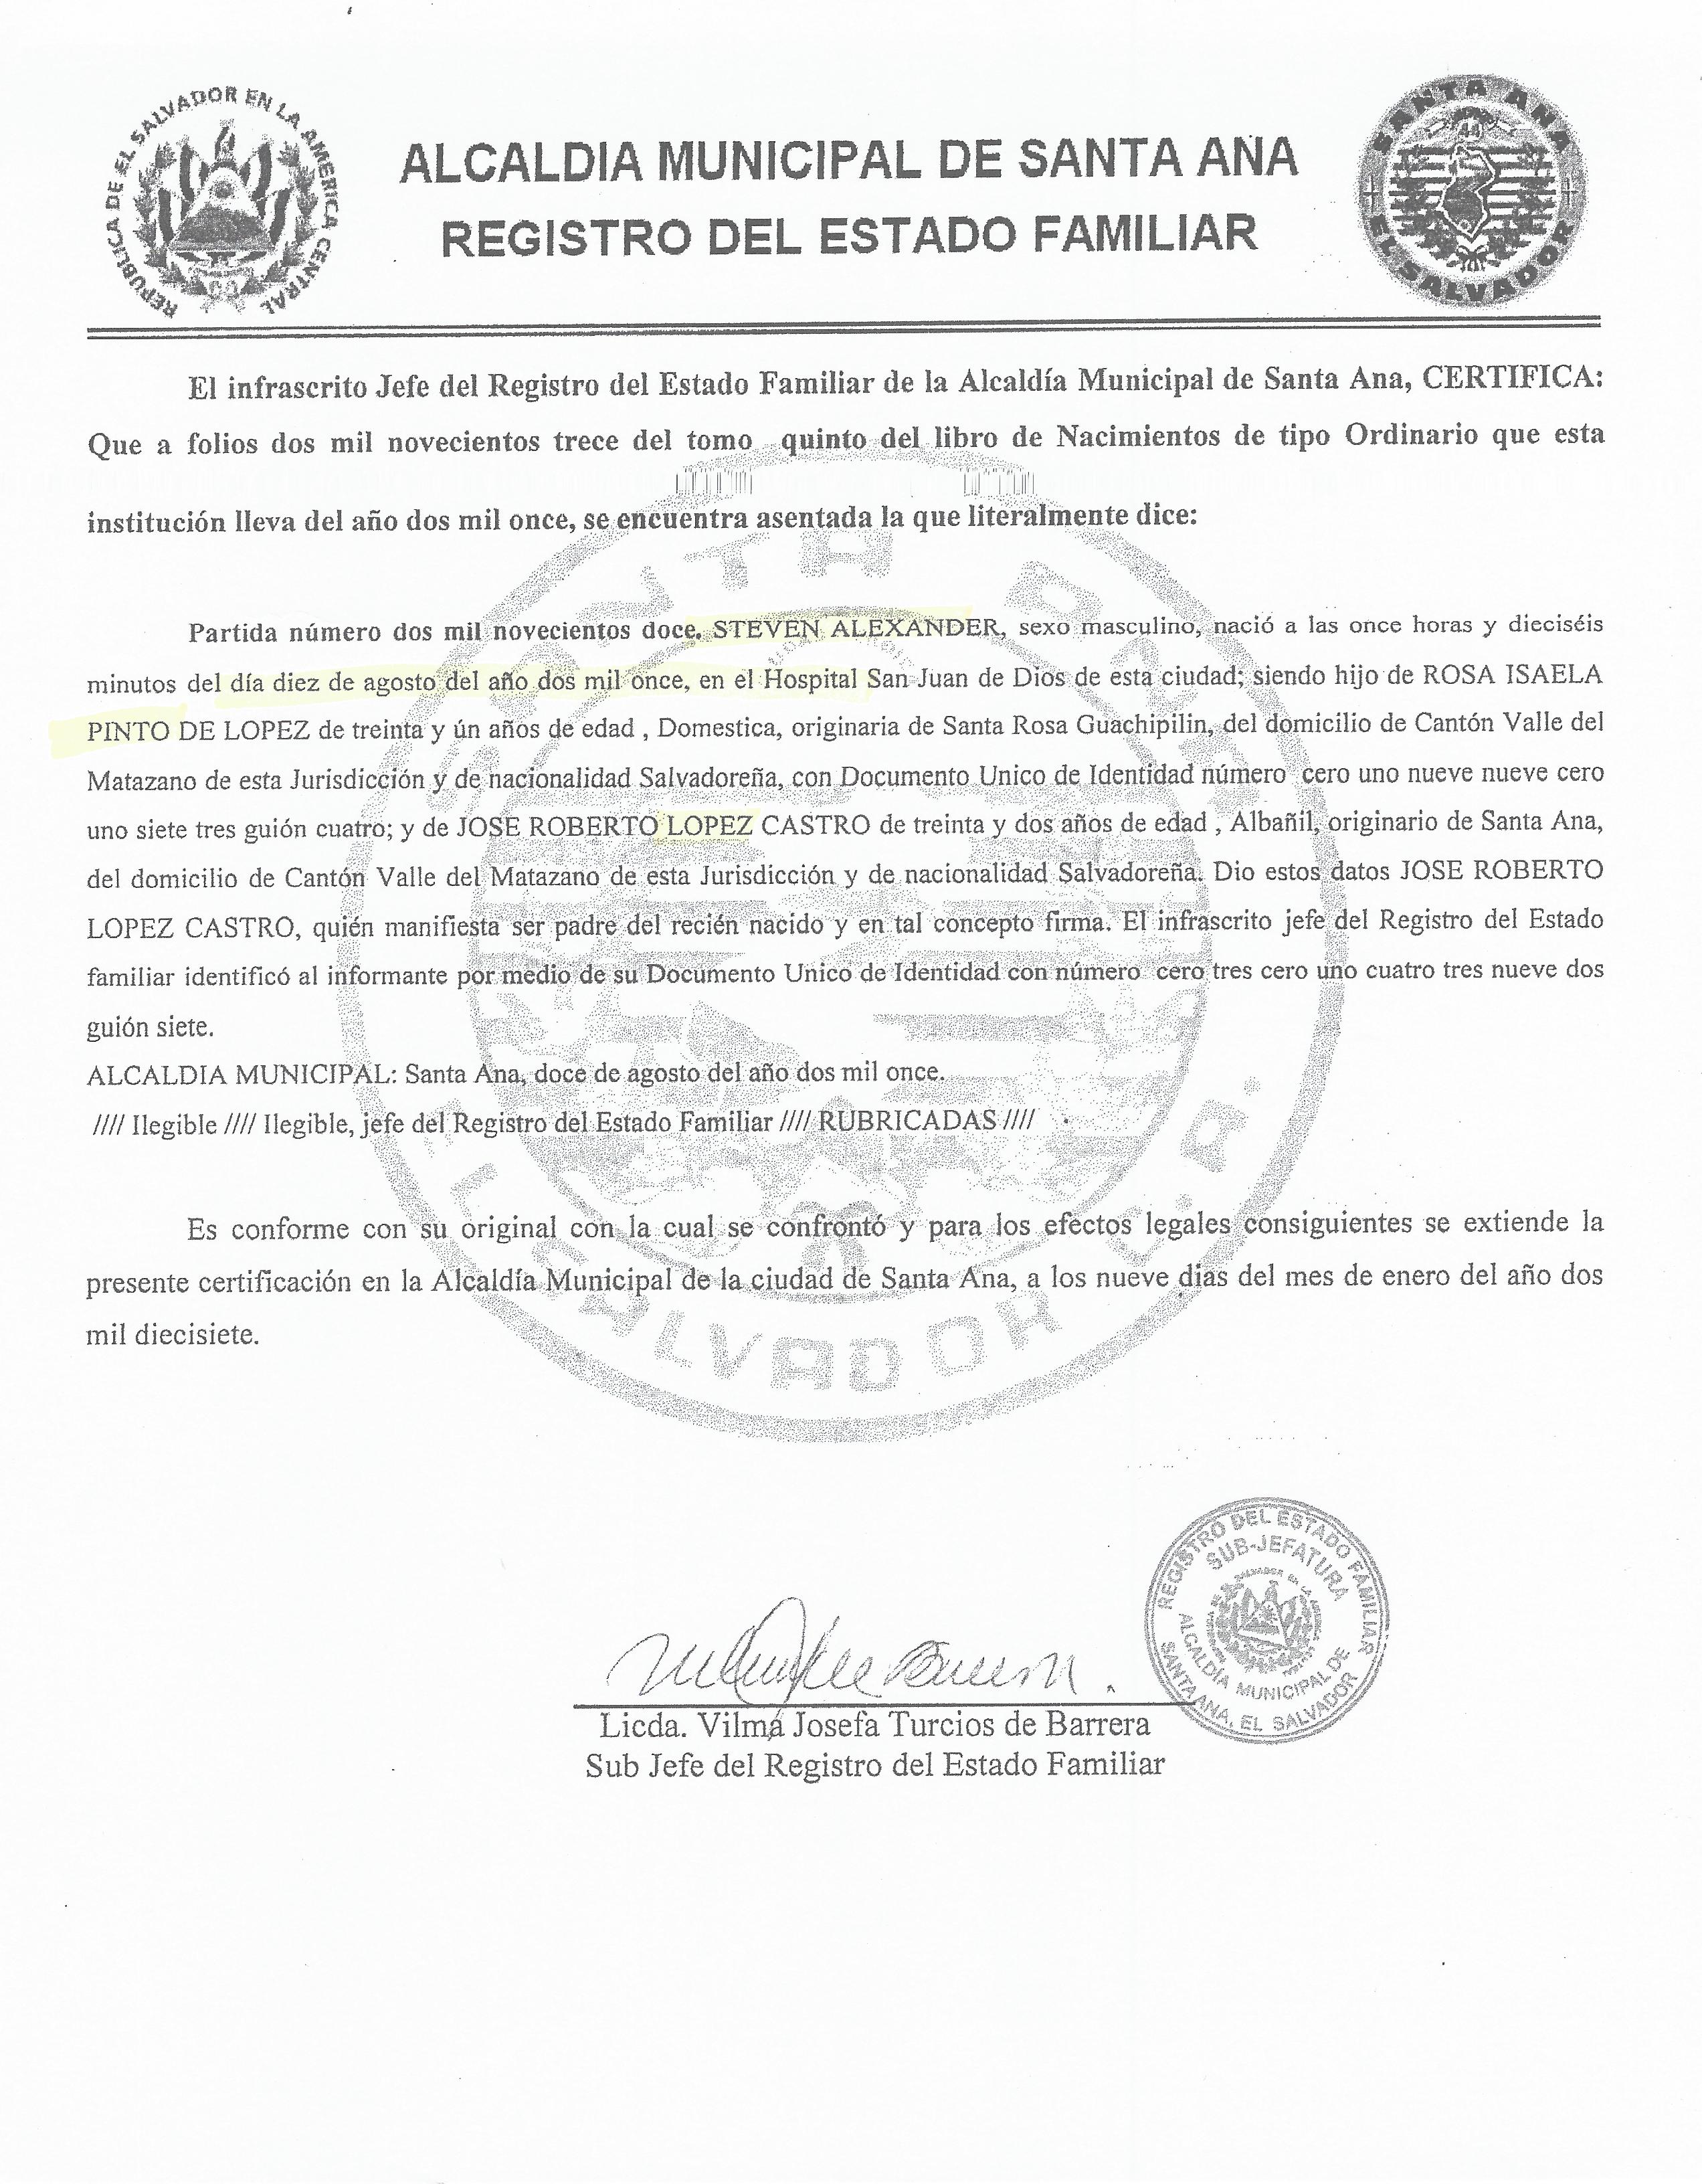 REPUBLICA DE EL SALVADOR EN LA AMERICA CENTRAL
SANTA ANA
EL SALVADOR
ALCALDIA MUNICIPAL DE SANTA ANA
REGISTRO DEL ESTADO FAMILIAR
El infrascrito Jefe del Registro del Estado Familiar de la Alcaldía Municipal de Santa Ana, CERTIFICA:
Que a folios dos mil novecientos trece del tomo quinto del libro de Nacimientos de tipo Ordinario que esta
institución lleva del año dos mil once, se encuentra asentada la que literalmente dice:
Partida número dos mil novecientos doce. STEVEN ALEXANDER, sexo masculino, nació a las once horas y dieciséis
minutos del día diez de agosto del año dos mil once, en el Hospital San Juan de Dios de esta ciudad; siendo hijo de ROSA ISAELA
PINTO DE LOPEZ de treinta y ún años de edad , Domestica, originaria de Santa Rosa Guachipilin, del domicilio de Cantón Valle del
Matazano de esta Jurisdicción y de nacionalidad Salvadoreña, con Documento Unico de Identidad número cero uno nueve nueve cero
uno siete tres guión cuatro; y de JOSE ROBERTO LOPEZ CASTRO de treinta y dos años de edad , Albañil, originario de Santa Ana,
del domicilio de Cantón Valle del Matazano de esta Jurisdicción y de nacionalidad Salvadoreña. Dio estos datos JOSE ROBERTO
LOPEZ CASTRO, quién manifiesta ser padre del recién nacido y en tal concepto firma. El infrascrito jefe del Registro del Estado
familiar identificó al informante por medio de su Documento Unico de Identidad con número cero tres cero uno cuatro tres nueve dos
guión siete.
ALCALDIA MUNICIPAL: Santa Ana, doce de agosto del año dos mil once.
//// Ilegible //// Ilegible, jefe del Registro del Estado Familiar //// RUBRICADAS ////
Es conforme con su original con la cual se confrontó y para los efectos legales consiguientes se extiende la
presente certificación en la Alcaldía Municipal de la ciudad de Santa Ana, a los nueve dias del mes de enero del año dos
mil diecisiete.
REGISTRO DEL ESTADO FAMILIAR
SUB-JEFATURA
ALCALDÍA MUNICIPAL DE
SANTA ANA, EL SALVADOR
Licda. Vilma Josefa Turcios de Barrera
Sub Jefe del Registro del Estado Familiar